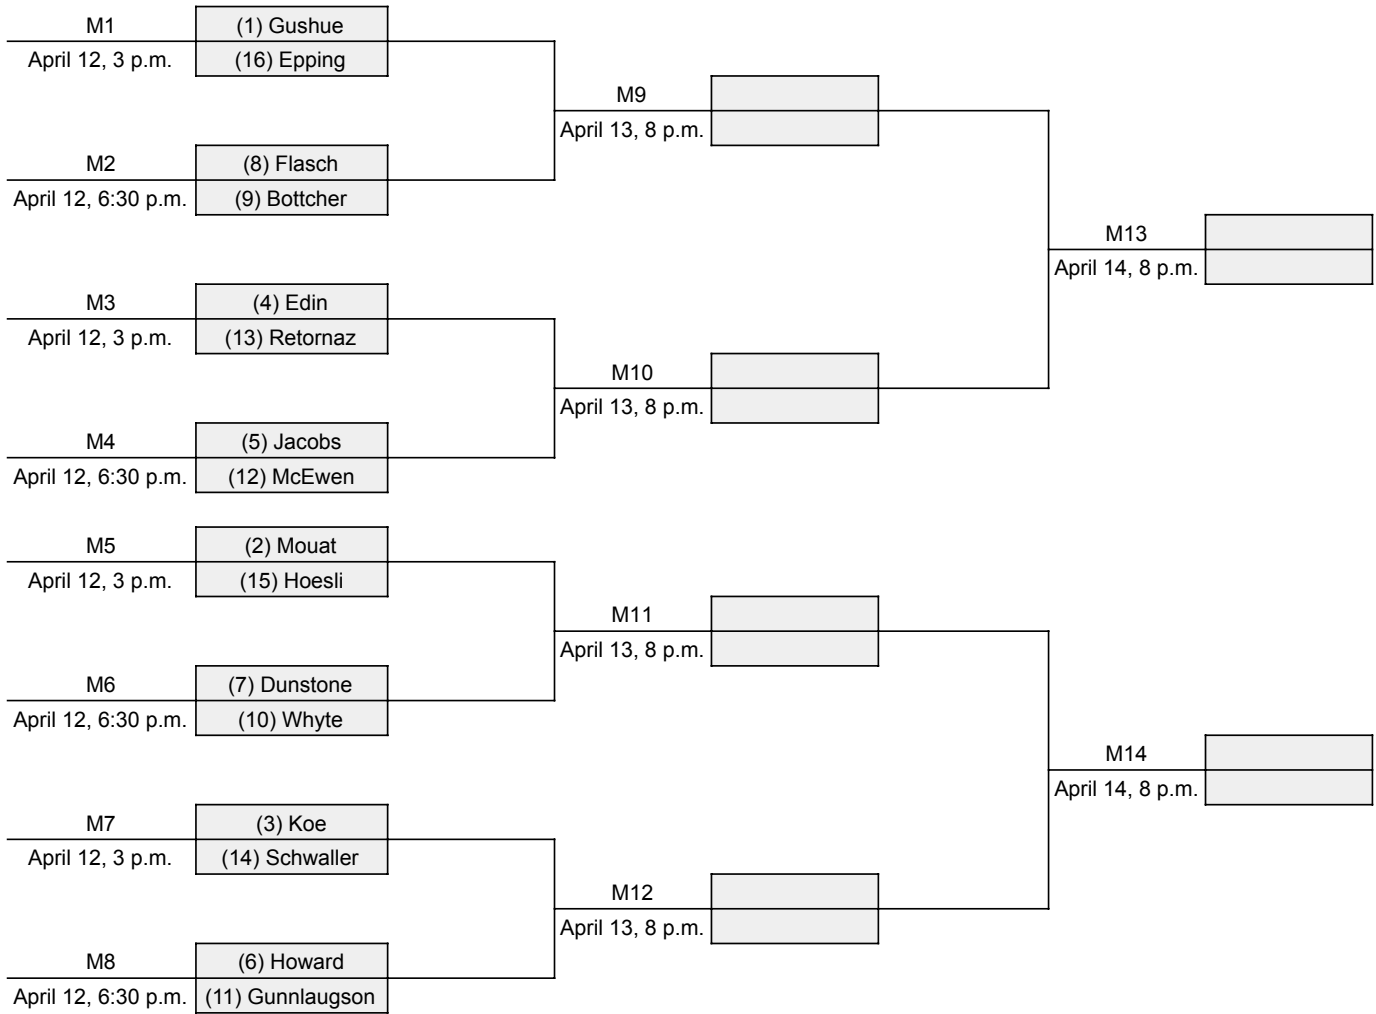 M1
(1) Gushue
April 12, 3 p.m.
(16) Epping
M9
April 13, 8 p.m.
M2
(8) Flasch
April 12, 6:30 p.m.
(9) Bottcher
M13
April 14, 8 p.m.
M3
(4) Edin
April 12, 3 p.m.
(13) Retornaz
M10
April 13, 8 p.m.
M4
(5) Jacobs
April 12, 6:30 p.m.
(12) McEwen
M5
(2) Mouat
April 12, 3 p.m.
(15) Hoesli
M11
April 13, 8 p.m.
M6
(7) Dunstone
April 12, 6:30 p.m.
(10) Whyte
M14
April 14, 8 p.m.
M7
(3) Koe
April 12, 3 p.m.
(14) Schwaller
M12
April 13, 8 p.m.
M8
(6) Howard
April 12, 6:30 p.m.
(11) Gunnlaugson